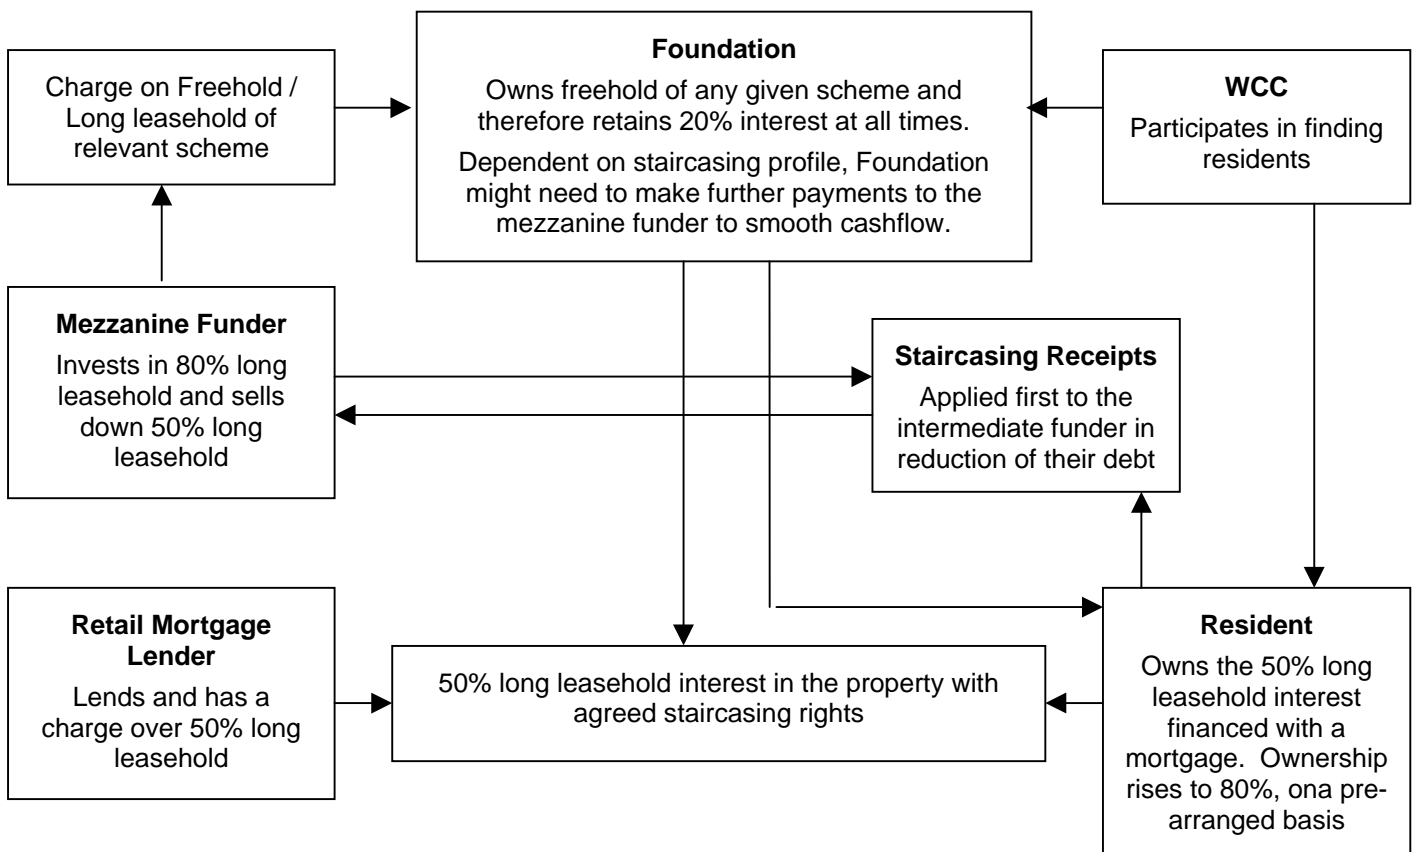 Foundation
Owns freehold of any given scheme and
therefore retains 20% interest at all times.
Dependent on staircasing profile, Foundation
might need to make further payments to the
mezzanine funder to smooth cashflow.
Charge on Freehold /
Long leasehold of
relevant scheme
WCC
Participates in finding
residents
Mezzanine Funder
Invests in 80% long
leasehold and sells
down 50% long
leasehold
Staircasing Receipts
Applied first to the
intermediate funder in
reduction of their debt
Retail Mortgage
Lender
Lends and has a
charge over 50% long
leasehold
50% long leasehold interest in the property with
agreed staircasing rights
Resident
Owns the 50% long
leasehold interest
financed with a
mortgage.  Ownership
rises to 80%, ona pre-
arranged basis